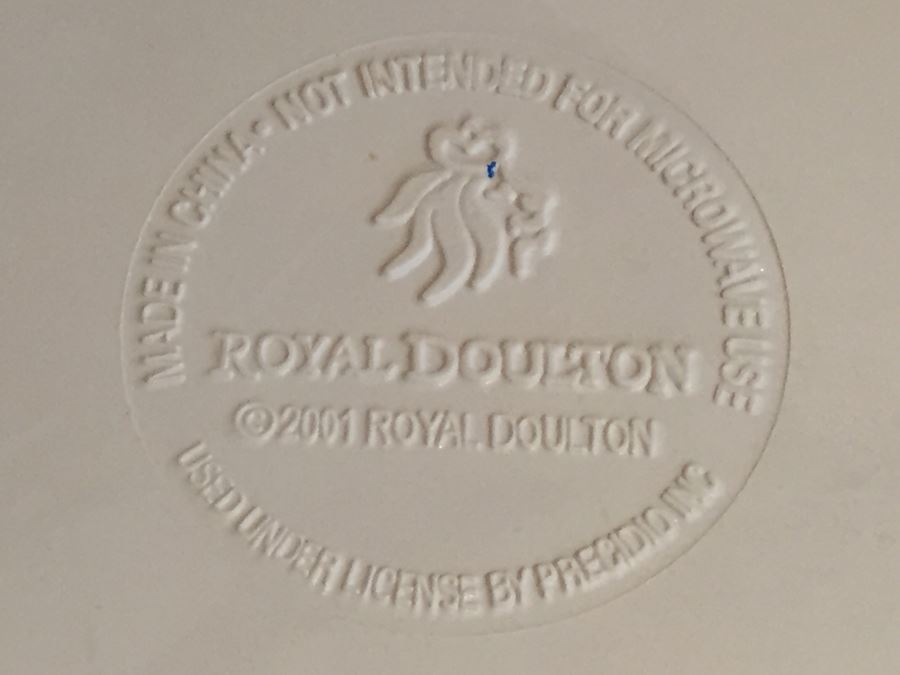 MADE IN CHINA • NOT INTENDED FOR MICROWAVE USE
ROYAL DOULTON
©2001 ROYAL DOULTON
USED UNDER LICENSE BY PRECIDIO INC